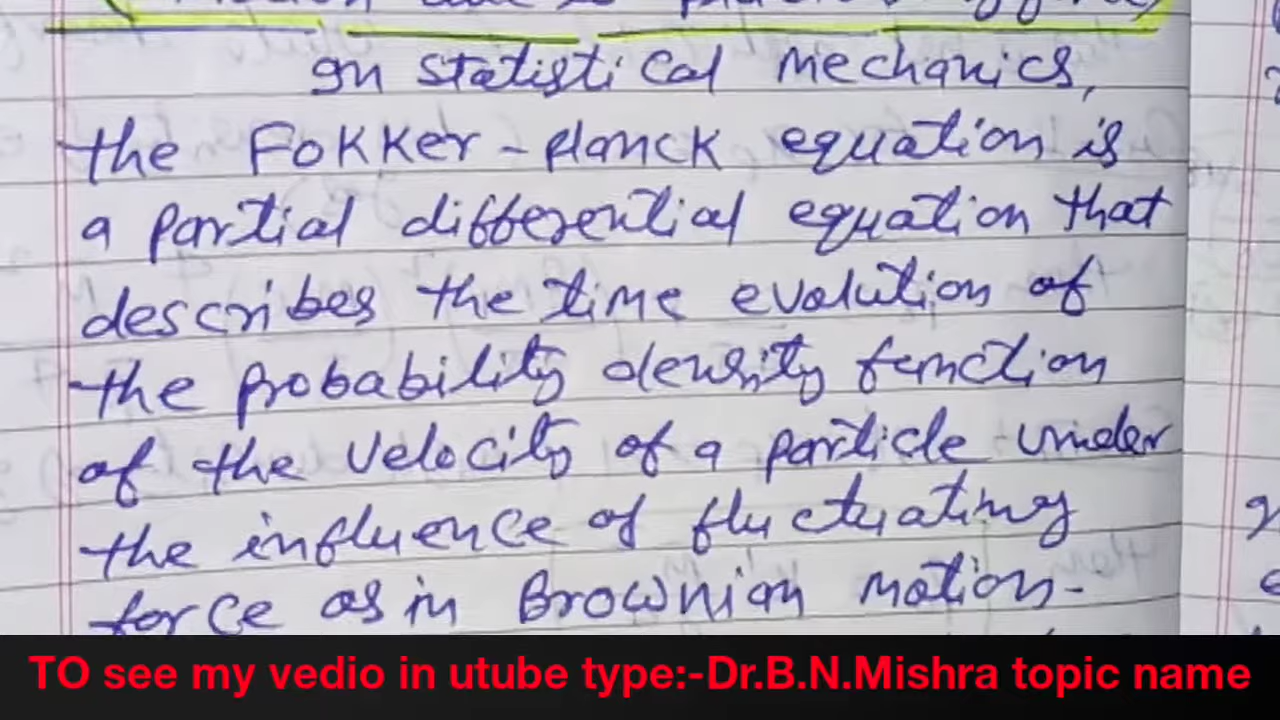 In statistical mechanics,
the Fokker-Planck equation is
a partial differential equation that
describes the time evolution of
the probability density function
of the velocity of a particle under
the influence of fluctuating
force as in Brownian motion-
TO see my vedio in utube type:-Dr.B.N.Mishra topic name